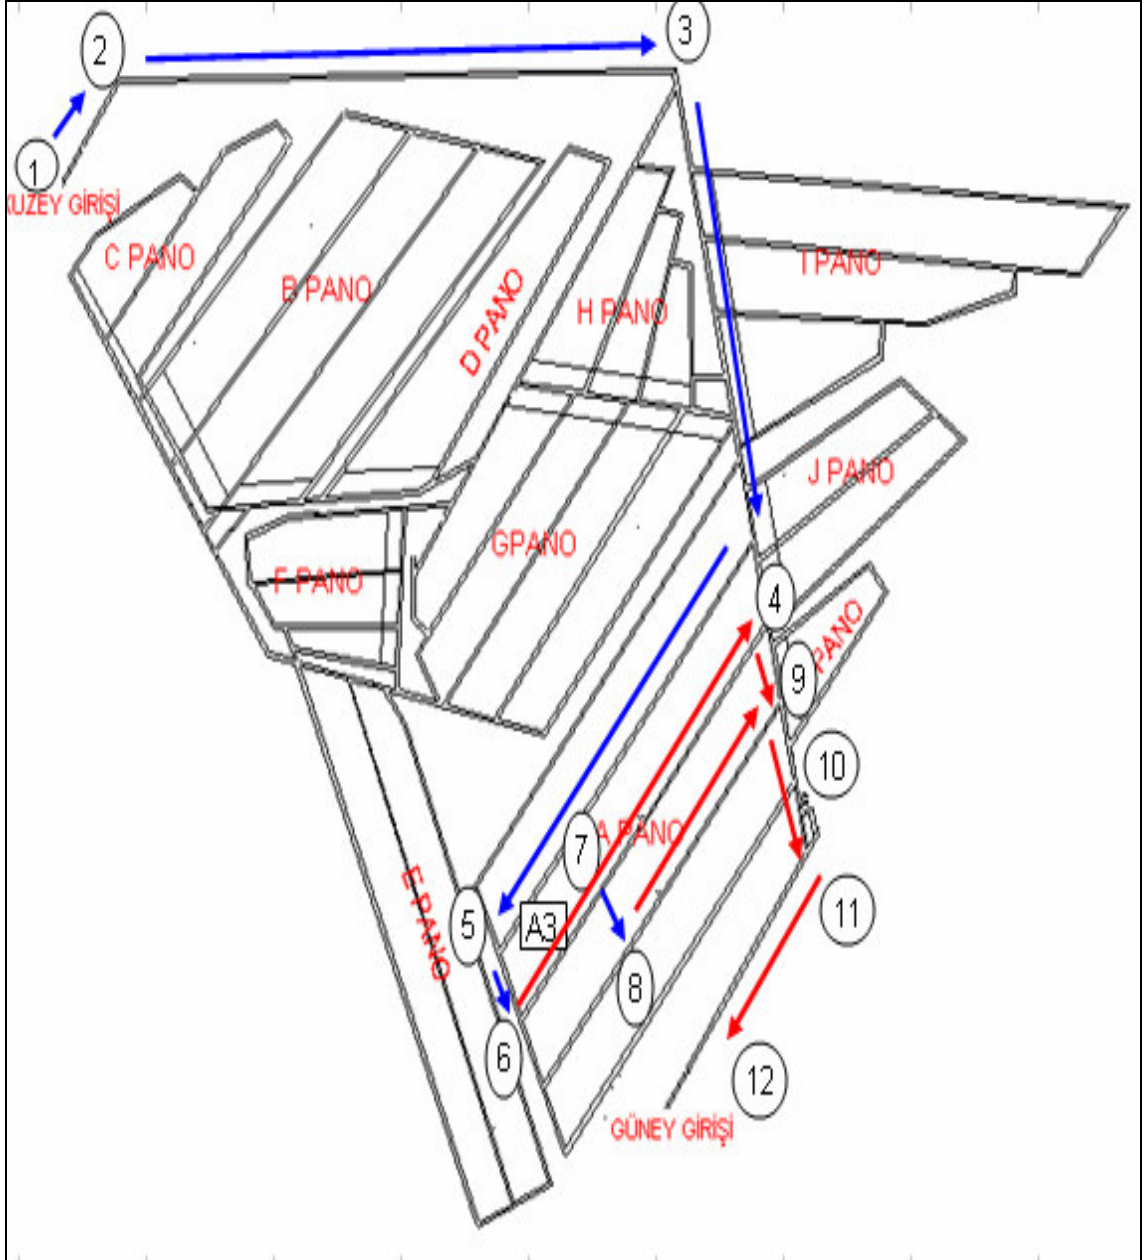 2
3
1
KUZEY GİRİŞİ
C PANO
B PANO
D PANO
H PANO
I PANO
J PANO
GPANO
F PANO
4
PANO
9
10
7
A PANO
E PANO
5
A3
11
8
6
12
GÜNEY GİRİŞİ